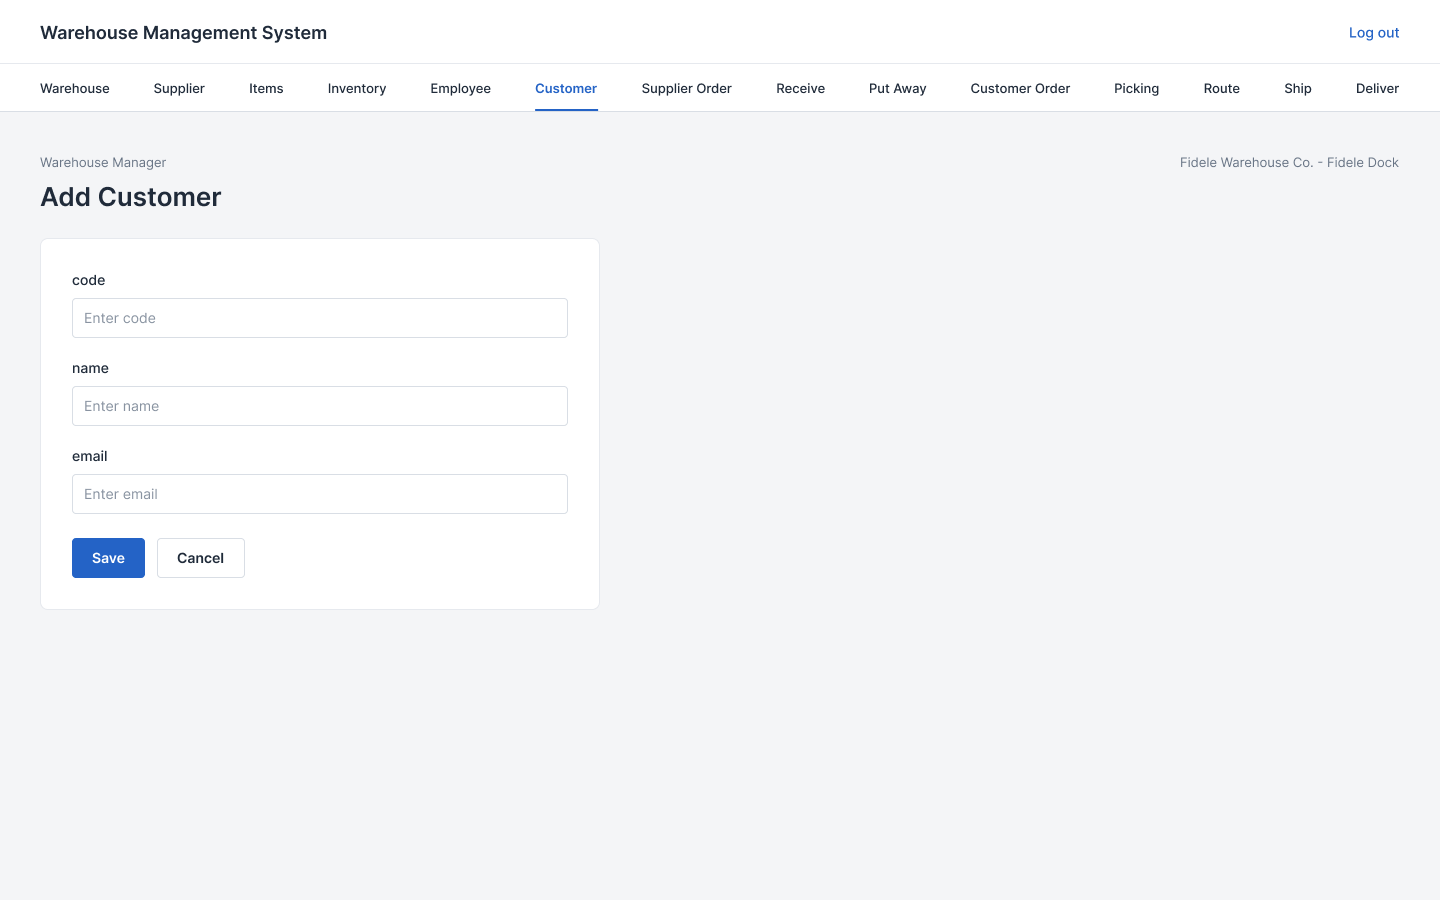 Warehouse Management System
Log out
Warehouse Supplier Items Inventory Employee Customer Supplier Order Receive Put Away Customer Order Picking Route Ship Deliver
Warehouse Manager
Fidele Warehouse Co. - Fidele Dock
Add Customer
code
Enter code
name
Enter name
email
Enter email
Save Cancel